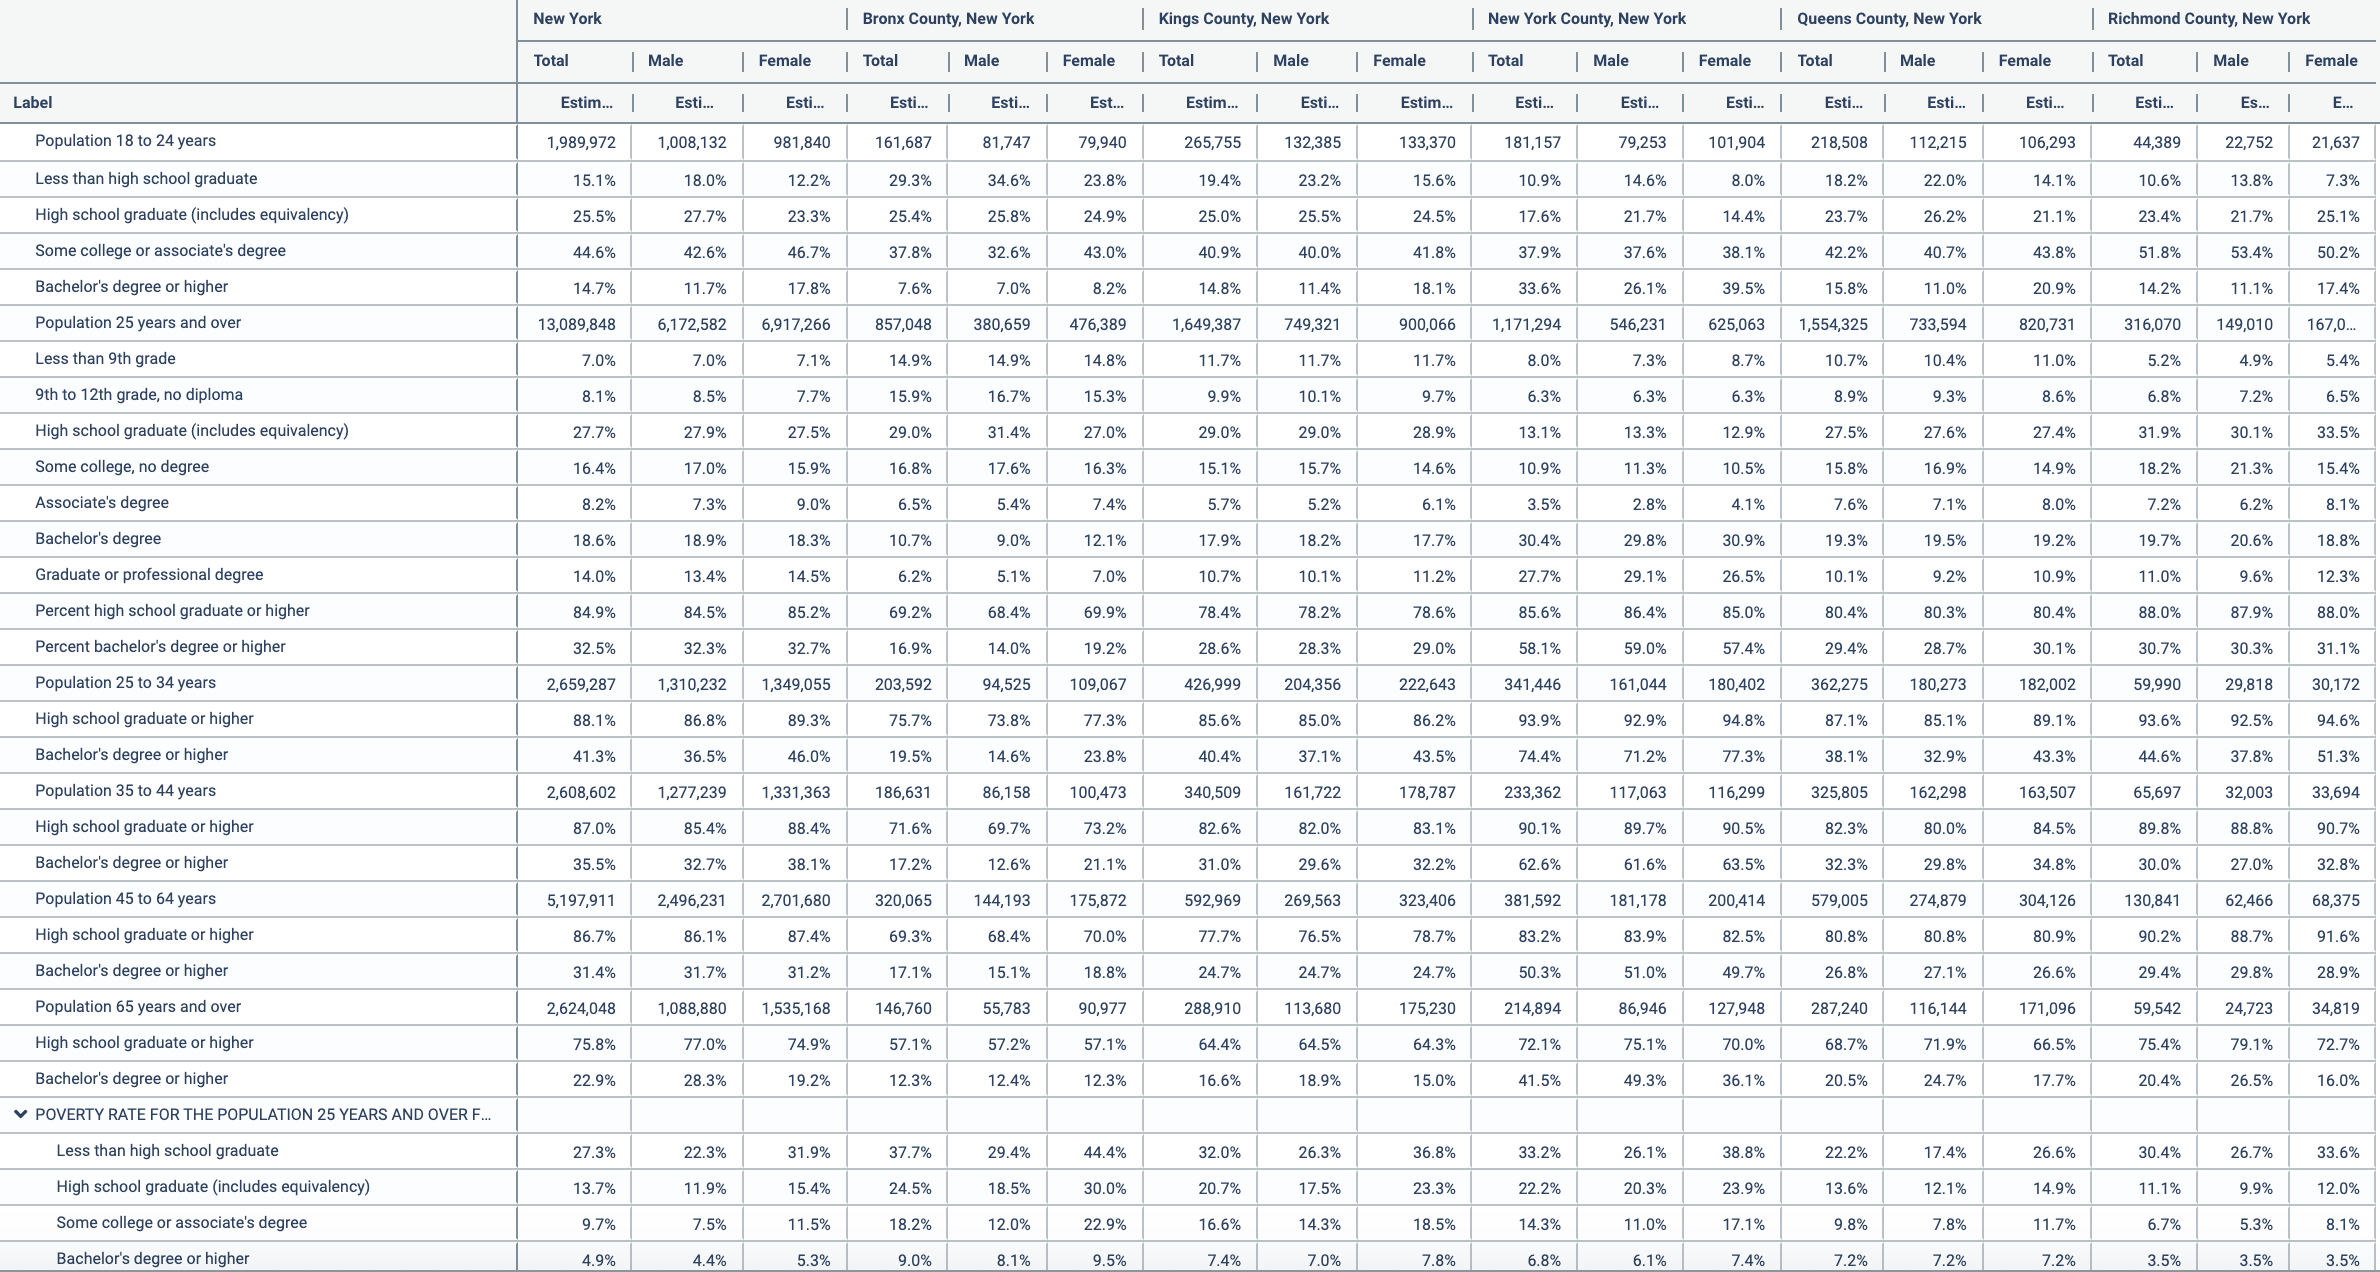 New York | Bronx County, New York | Kings County, New York | New York County, New York | Queens County, New York | Richmond County, New York
Total | Male | Female | Total | Male | Female | Total | Male | Female | Total | Male | Female | Total | Male | Female | Total | Male | Female
Label | Estim... | Esti... | Esti... | Esti... | Esti... | Est... | Estim... | Esti... | Estim... | Esti... | Esti... | Esti... | Esti... | Esti... | Esti... | Esti... | Es... | E...
Population 18 to 24 years 1,989,972 1,008,132 981,840 161,687 81,747 79,940 265,755 132,385 133,370 181,157 79,253 101,904 218,508 112,215 106,293 44,389 22,752 21,637
Less than high school graduate 15.1% 18.0% 12.2% 29.3% 34.6% 23.8% 19.4% 23.2% 15.6% 10.9% 14.6% 8.0% 18.2% 22.0% 14.1% 10.6% 13.8% 7.3%
High school graduate (includes equivalency) 25.5% 27.7% 23.3% 25.4% 25.8% 24.9% 25.0% 25.5% 24.5% 17.6% 21.7% 14.4% 23.7% 26.2% 21.1% 23.4% 21.7% 25.1%
Some college or associate's degree 44.6% 42.6% 46.7% 37.8% 32.6% 43.0% 40.9% 40.0% 41.8% 37.9% 37.6% 38.1% 42.2% 40.7% 43.8% 51.8% 53.4% 50.2%
Bachelor's degree or higher 14.7% 11.7% 17.8% 7.6% 7.0% 8.2% 14.8% 11.4% 18.1% 33.6% 26.1% 39.5% 15.8% 11.0% 20.9% 14.2% 11.1% 17.4%
Population 25 years and over 13,089,848 6,172,582 6,917,266 857,048 380,659 476,389 1,649,387 749,321 900,066 1,171,294 546,231 625,063 1,554,325 733,594 820,731 316,070 149,010 167,0...
Less than 9th grade 7.0% 7.0% 7.1% 14.9% 14.9% 14.8% 11.7% 11.7% 11.7% 8.0% 7.3% 8.7% 10.7% 10.4% 11.0% 5.2% 4.9% 5.4%
9th to 12th grade, no diploma 8.1% 8.5% 7.7% 15.9% 16.7% 15.3% 9.9% 10.1% 9.7% 6.3% 6.3% 6.3% 8.9% 9.3% 8.6% 6.8% 7.2% 6.5%
High school graduate (includes equivalency) 27.7% 27.9% 27.5% 29.0% 31.4% 27.0% 29.0% 29.0% 28.9% 13.1% 13.3% 12.9% 27.5% 27.6% 27.4% 31.9% 30.1% 33.5%
Some college, no degree 16.4% 17.0% 15.9% 16.8% 17.6% 16.3% 15.1% 15.7% 14.6% 10.9% 11.3% 10.5% 15.8% 16.9% 14.9% 18.2% 21.3% 15.4%
Associate's degree 8.2% 7.3% 9.0% 6.5% 5.4% 7.4% 5.7% 5.2% 6.1% 3.5% 2.8% 4.1% 7.6% 7.1% 8.0% 7.2% 6.2% 8.1%
Bachelor's degree 18.6% 18.9% 18.3% 10.7% 9.0% 12.1% 17.9% 18.2% 17.7% 30.4% 29.8% 30.9% 19.3% 19.5% 19.2% 19.7% 20.6% 18.8%
Graduate or professional degree 14.0% 13.4% 14.5% 6.2% 5.1% 7.0% 10.7% 10.1% 11.2% 27.7% 29.1% 26.5% 10.1% 9.2% 10.9% 11.0% 9.6% 12.3%
Percent high school graduate or higher 84.9% 84.5% 85.2% 69.2% 68.4% 69.9% 78.4% 78.2% 78.6% 85.6% 86.4% 85.0% 80.4% 80.3% 80.4% 88.0% 87.9% 88.0%
Percent bachelor's degree or higher 32.5% 32.3% 32.7% 16.9% 14.0% 19.2% 28.6% 28.3% 29.0% 58.1% 59.0% 57.4% 29.4% 28.7% 30.1% 30.7% 30.3% 31.1%
Population 25 to 34 years 2,659,287 1,310,232 1,349,055 203,592 94,525 109,067 426,999 204,356 222,643 341,446 161,044 180,402 362,275 180,273 182,002 59,990 29,818 30,172
High school graduate or higher 88.1% 86.8% 89.3% 75.7% 73.8% 77.3% 85.6% 85.0% 86.2% 93.9% 92.9% 94.8% 87.1% 85.1% 89.1% 93.6% 92.5% 94.6%
Bachelor's degree or higher 41.3% 36.5% 46.0% 19.5% 14.6% 23.8% 40.4% 37.1% 43.5% 74.4% 71.2% 77.3% 38.1% 32.9% 43.3% 44.6% 37.8% 51.3%
Population 35 to 44 years 2,608,602 1,277,239 1,331,363 186,631 86,158 100,473 340,509 161,722 178,787 233,362 117,063 116,299 325,805 162,298 163,507 65,697 32,003 33,694
High school graduate or higher 87.0% 85.4% 88.4% 71.6% 69.7% 73.2% 82.6% 82.0% 83.1% 90.1% 89.7% 90.5% 82.3% 80.0% 84.5% 89.8% 88.8% 90.7%
Bachelor's degree or higher 35.5% 32.7% 38.1% 17.2% 12.6% 21.1% 31.0% 29.6% 32.2% 62.6% 61.6% 63.5% 32.3% 29.8% 34.8% 30.0% 27.0% 32.8%
Population 45 to 64 years 5,197,911 2,496,231 2,701,680 320,065 144,193 175,872 592,969 269,563 323,406 381,592 181,178 200,414 579,005 274,879 304,126 130,841 62,466 68,375
High school graduate or higher 86.7% 86.1% 87.4% 69.3% 68.4% 70.0% 77.7% 76.5% 78.7% 83.2% 83.9% 82.5% 80.8% 80.8% 80.9% 90.2% 88.7% 91.6%
Bachelor's degree or higher 31.4% 31.7% 31.2% 17.1% 15.1% 18.8% 24.7% 24.7% 24.7% 50.3% 51.0% 49.7% 26.8% 27.1% 26.6% 29.4% 29.8% 28.9%
Population 65 years and over 2,624,048 1,088,880 1,535,168 146,760 55,783 90,977 288,910 113,680 175,230 214,894 86,946 127,948 287,240 116,144 171,096 59,542 24,723 34,819
High school graduate or higher 75.8% 77.0% 74.9% 57.1% 57.2% 57.1% 64.4% 64.5% 64.3% 72.1% 75.1% 70.0% 68.7% 71.9% 66.5% 75.4% 79.1% 72.7%
Bachelor's degree or higher 22.9% 28.3% 19.2% 12.3% 12.4% 12.3% 16.6% 18.9% 15.0% 41.5% 49.3% 36.1% 20.5% 24.7% 17.7% 20.4% 26.5% 16.0%
POVERTY RATE FOR THE POPULATION 25 YEARS AND OVER F...
Less than high school graduate 27.3% 22.3% 31.9% 37.7% 29.4% 44.4% 32.0% 26.3% 36.8% 33.2% 26.1% 38.8% 22.2% 17.4% 26.6% 30.4% 26.7% 33.6%
High school graduate (includes equivalency) 13.7% 11.9% 15.4% 24.5% 18.5% 30.0% 20.7% 17.5% 23.3% 22.2% 20.3% 23.9% 13.6% 12.1% 14.9% 11.1% 9.9% 12.0%
Some college or associate's degree 9.7% 7.5% 11.5% 18.2% 12.0% 22.9% 16.6% 14.3% 18.5% 14.3% 11.0% 17.1% 9.8% 7.8% 11.7% 6.7% 5.3% 8.1%
Bachelor's degree or higher 4.9% 4.4% 5.3% 9.0% 8.1% 9.5% 7.4% 7.0% 7.8% 6.8% 6.1% 7.4% 7.2% 7.2% 7.2% 3.5% 3.5% 3.5%